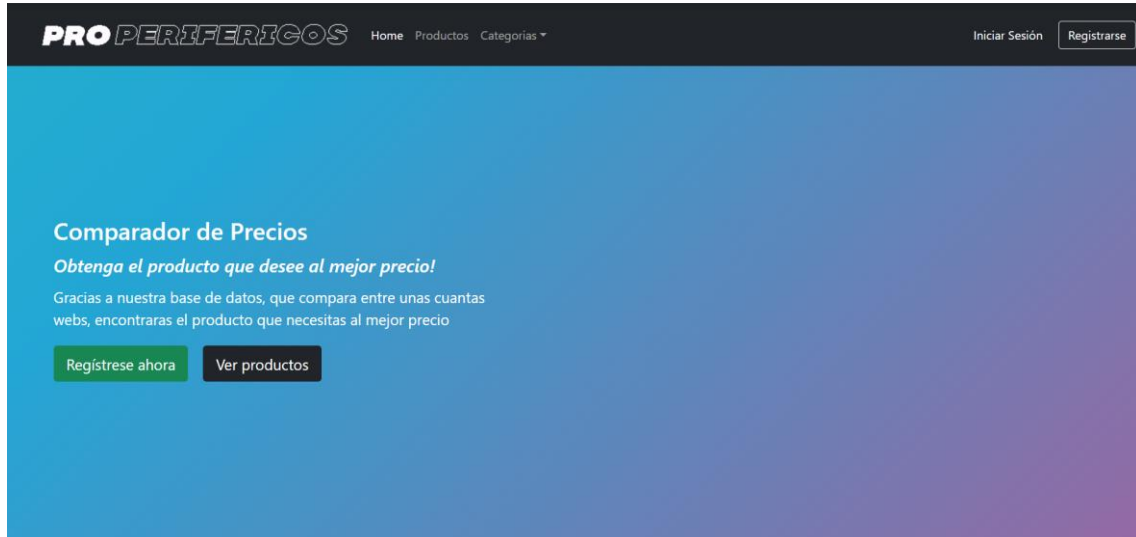 PRO PERIFERICOS Home Productos Categorias Iniciar Sesión Registrarse
Comparador de Precios
Obtenga el producto que desee al mejor precio!
Gracias a nuestra base de datos, que compara entre unas cuantas
webs, encontraras el producto que necesitas al mejor precio
Regístrese ahora Ver productos